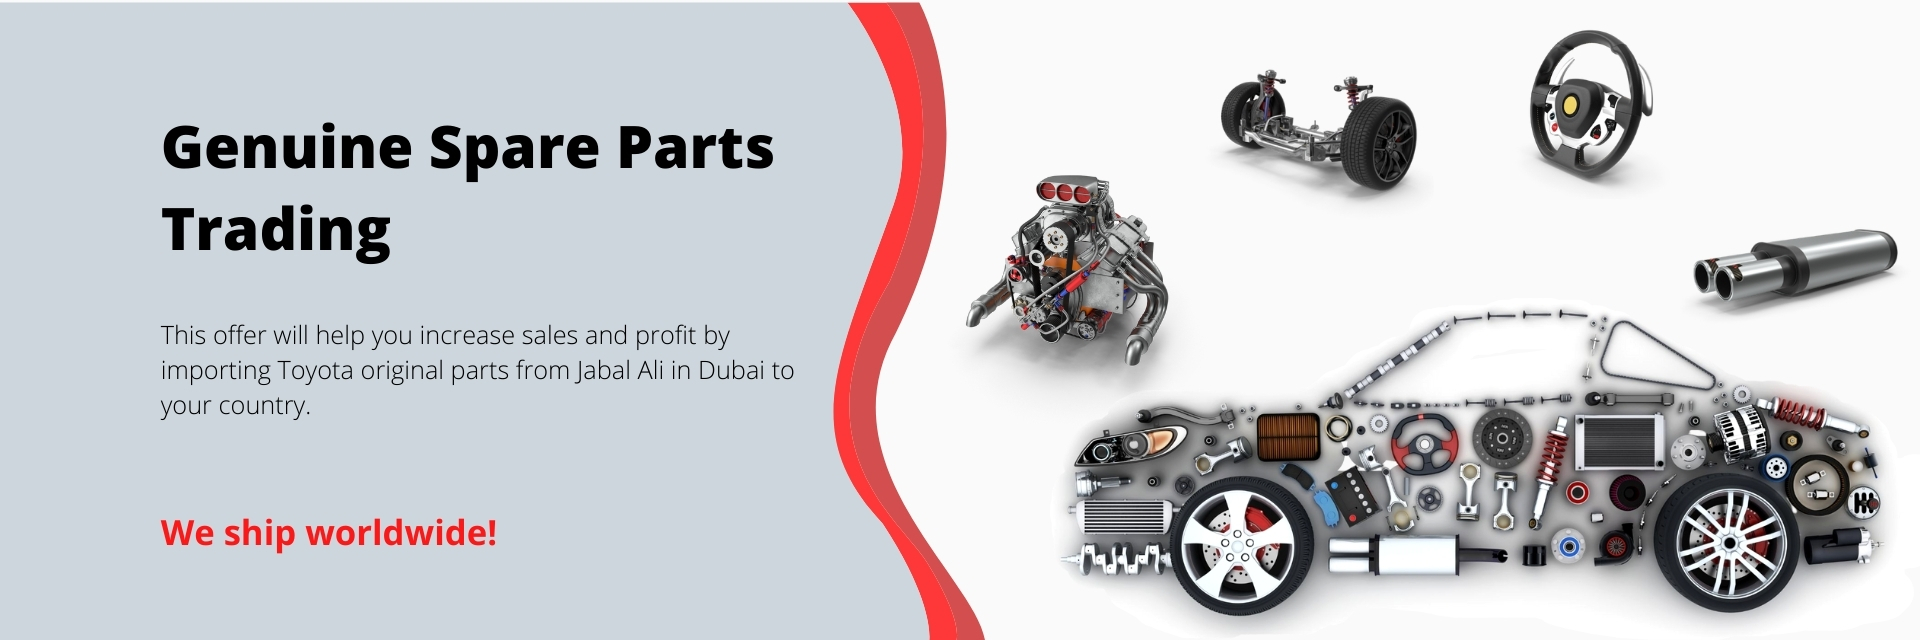 Genuine Spare Parts
Trading
This offer will help you increase sales and profit by
importing Toyota original parts from Jabal Ali in Dubai to
your country.
We ship worldwide!